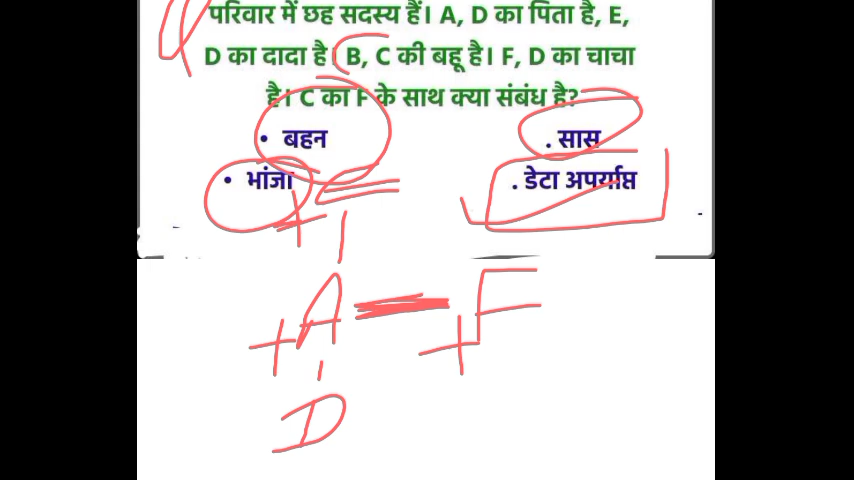 परिवार में छह सदस्य हैं। A, D का पिता है, E,
D का दादा है। B, C की बहू है। F, D का चाचा
है। C का F के साथ क्या संबंध है?
• बहन . सास
• भांजा . डेटा अपर्याप्त
+
A F
+ +
D